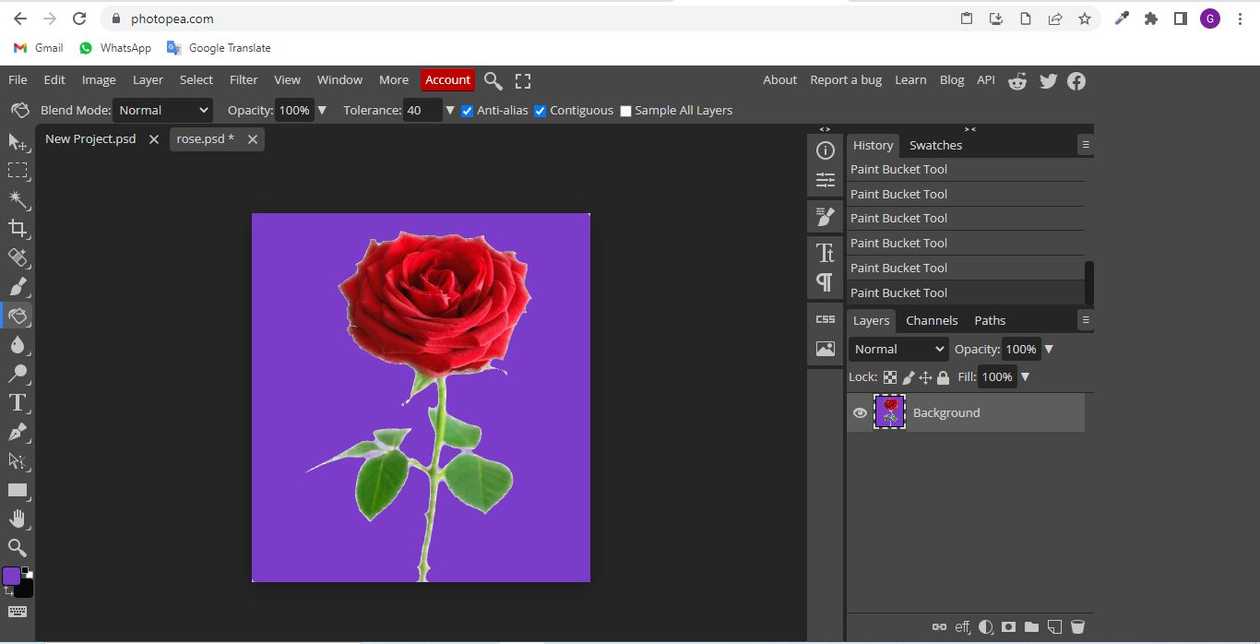 photopea.com
G
Gmail WhatsApp Google Translate
File Edit Image Layer Select Filter View Window More Account About Report a bug Learn Blog API
Blend Mode: Normal Opacity: 100% Tolerance: 40 Anti-alias Contiguous Sample All Layers
New Project.psd rose.psd *
History Swatches
Paint Bucket Tool
Paint Bucket Tool
Paint Bucket Tool
Paint Bucket Tool
Paint Bucket Tool
Paint Bucket Tool
CSS
Layers Channels Paths
Normal Opacity: 100%
Lock: Fill: 100%
Background
eff